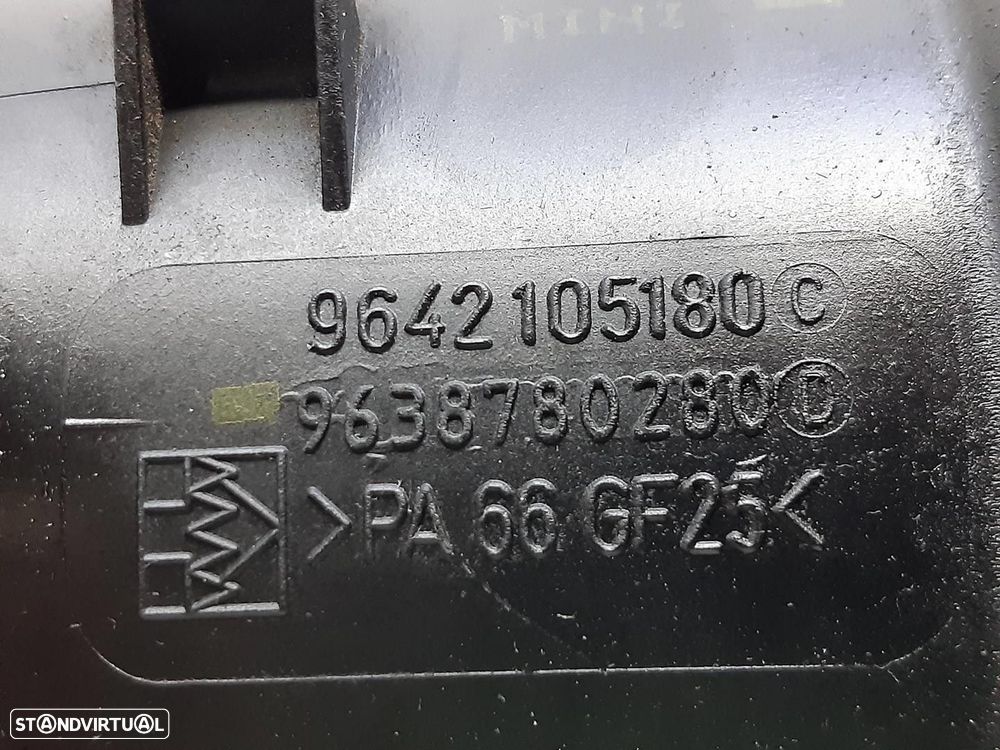 9642105180 C
9638780280 D
>PA 66 GF25<
STANDVIRTUAL